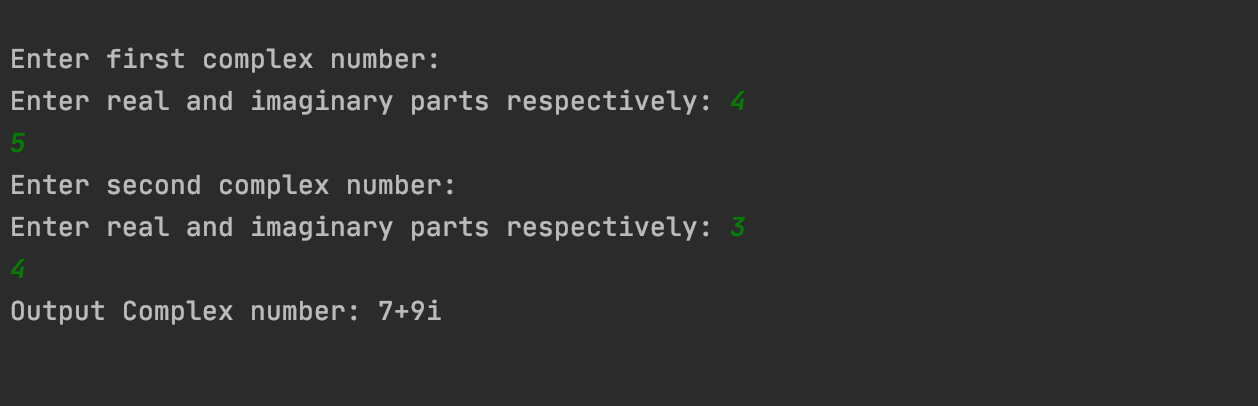 Enter first complex number:
Enter real and imaginary parts respectively: 4
5
Enter second complex number:
Enter real and imaginary parts respectively: 3
4
Output Complex number: 7+9i